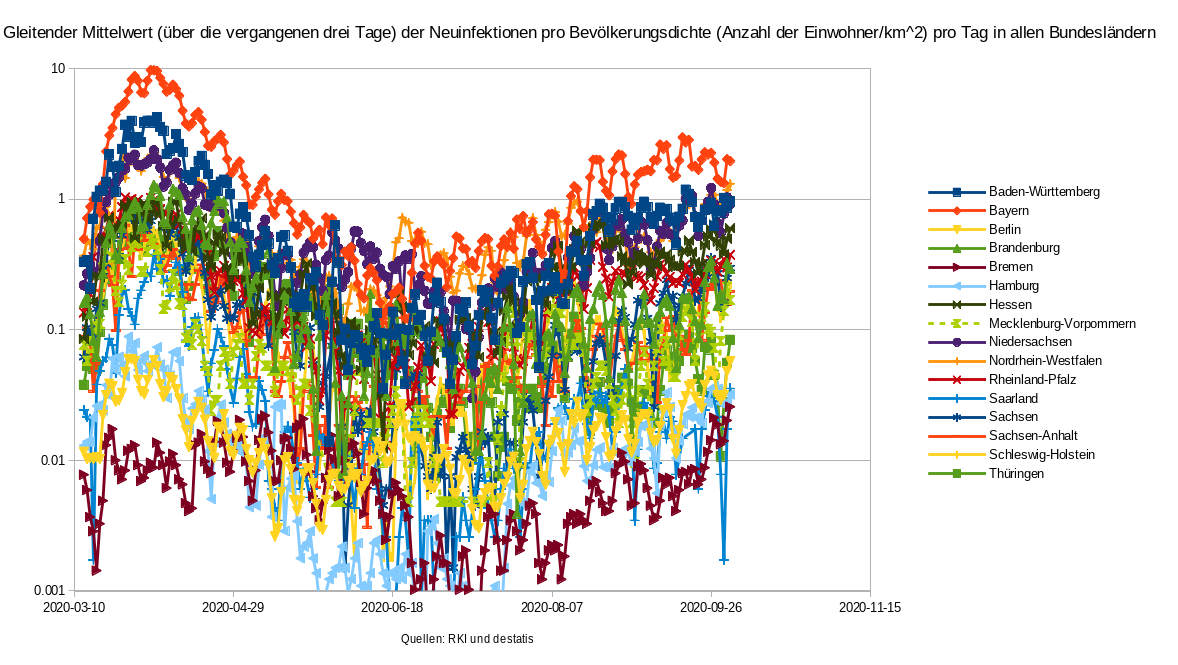 Gleitender Mittelwert (über die vergangenen drei Tage) der Neuinfektionen pro Bevölkerungsdichte (Anzahl der Einwohner/km^2) pro Tag in allen Bundesländern
10
1
0.1
0.01
0.001
2020-03-10 2020-04-29 2020-06-18 2020-08-07 2020-09-26 2020-11-15
Baden-Württemberg
Bayern
Berlin
Brandenburg
Bremen
Hamburg
Hessen
Mecklenburg-Vorpommern
Niedersachsen
Nordrhein-Westfalen
Rheinland-Pfalz
Saarland
Sachsen
Sachsen-Anhalt
Schleswig-Holstein
Thüringen
Quellen: RKI und destatis